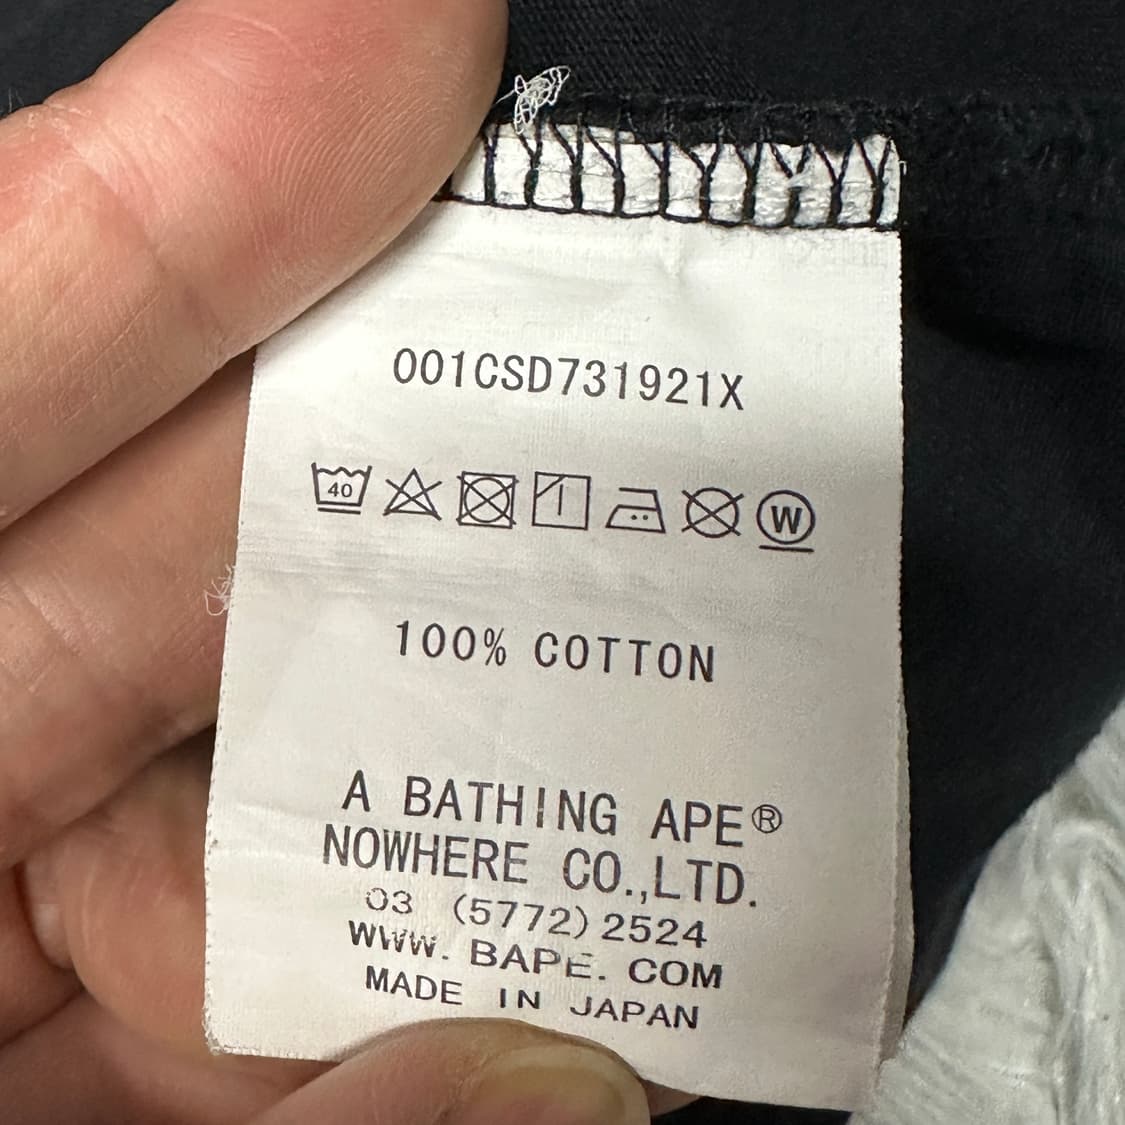 001CSD731921X
40 W
100% COTTON
A BATHING APE®
NOWHERE CO.,LTD.
03 (5772)2524
WWW. BAPE. COM
MADE IN JAPAN